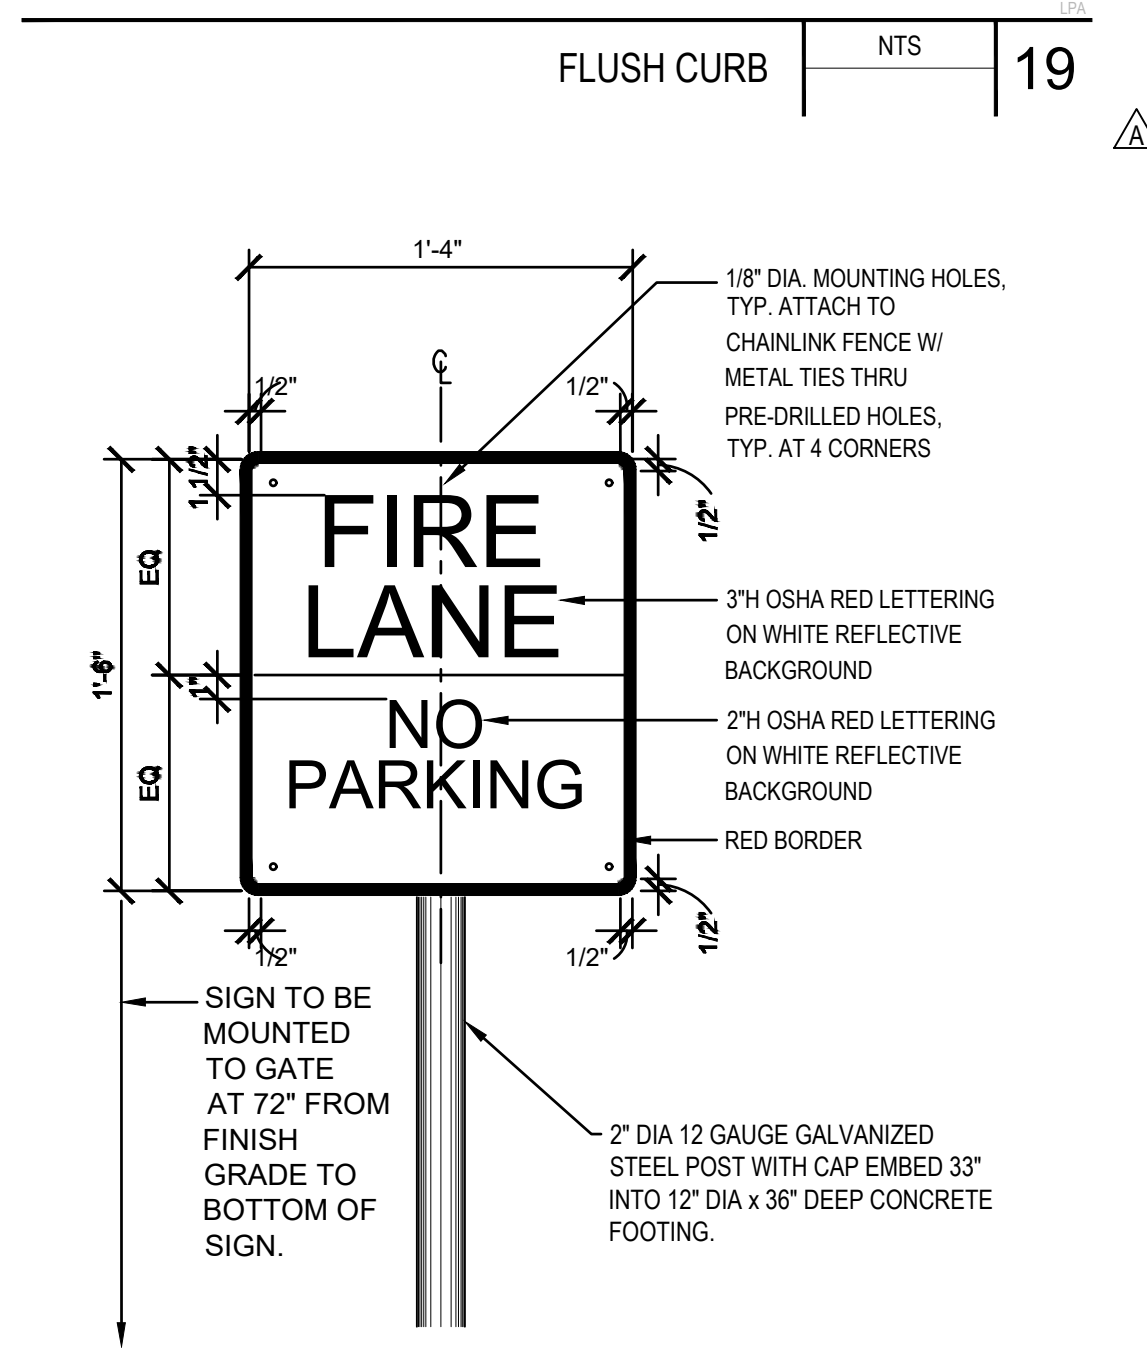 LPA
FLUSH CURB
NTS
19
A
1'-4"
1/8" DIA. MOUNTING HOLES,
TYP. ATTACH TO
CHAINLINK FENCE W/
METAL TIES THRU
PRE-DRILLED HOLES,
TYP. AT 4 CORNERS
℄
1/2"
1/2"
1 1/2"
1/2"
EQ
1'-6"
1"
EQ
FIRE
LANE
NO
PARKING
3"H OSHA RED LETTERING
ON WHITE REFLECTIVE
BACKGROUND
2"H OSHA RED LETTERING
ON WHITE REFLECTIVE
BACKGROUND
RED BORDER
1/2"
1/2"
1/2"
SIGN TO BE
MOUNTED
TO GATE
AT 72" FROM
FINISH
GRADE TO
BOTTOM OF
SIGN.
2" DIA 12 GAUGE GALVANIZED
STEEL POST WITH CAP EMBED 33"
INTO 12" DIA x 36" DEEP CONCRETE
FOOTING.